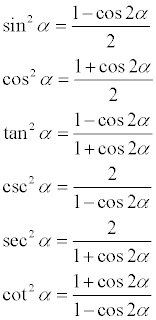 sin² α = (1 − cos 2α) / 2
cos² α = (1 + cos 2α) / 2
tan² α = (1 − cos 2α) / (1 + cos 2α)
csc² α = 2 / (1 − cos 2α)
sec² α = 2 / (1 + cos 2α)
cot² α = (1 + cos 2α) / (1 − cos 2α)